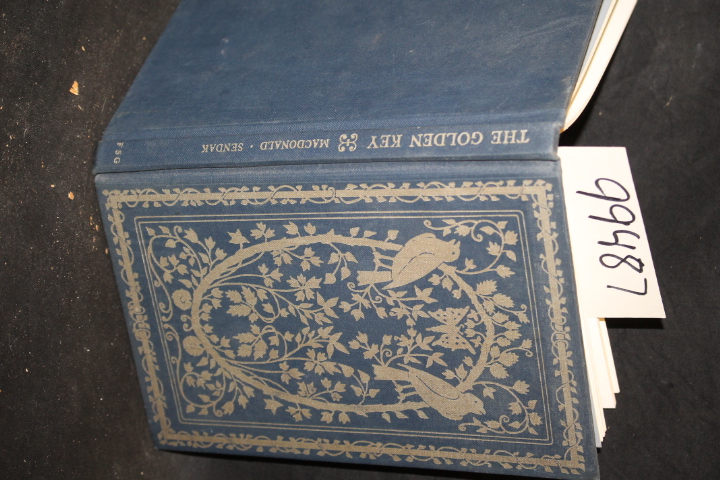 THE GOLDEN KEY MACDONALD · SENDAK FSG
99487